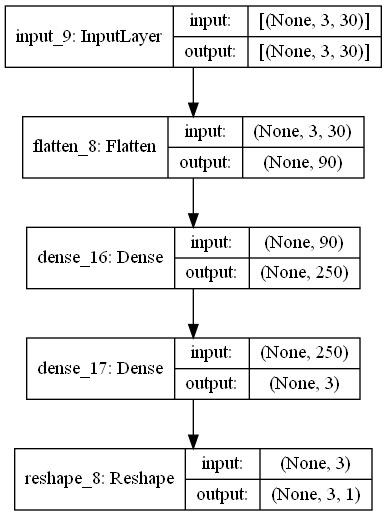 input_9: InputLayer
input: [(None, 3, 30)]
output: [(None, 3, 30)]
flatten_8: Flatten
input: (None, 3, 30)
output: (None, 90)
dense_16: Dense
input: (None, 90)
output: (None, 250)
dense_17: Dense
input: (None, 250)
output: (None, 3)
reshape_8: Reshape
input: (None, 3)
output: (None, 3, 1)